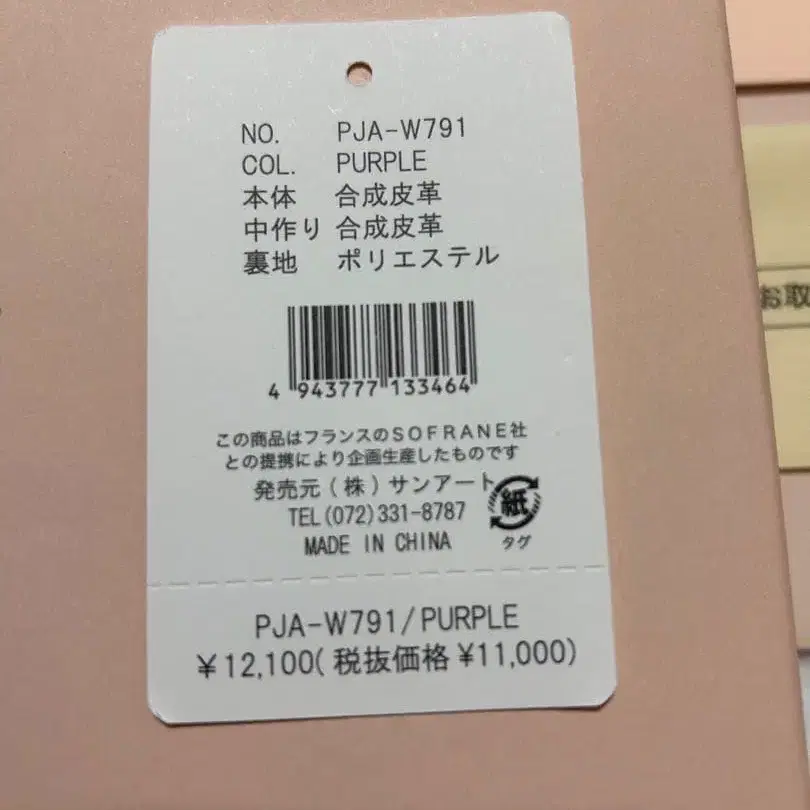 NO. PJA-W791
COL. PURPLE
本体 合成皮革
中作り 合成皮革
裏地 ポリエステル
4 943777 133464
この商品はフランスのSOFRANE社
との提携により企画生産したものです
発売元(株)サンアート
TEL(072)331-8787
MADE IN CHINA
紙
タグ
PJA-W791/PURPLE
¥12,100(税抜価格 ¥11,000)
お取